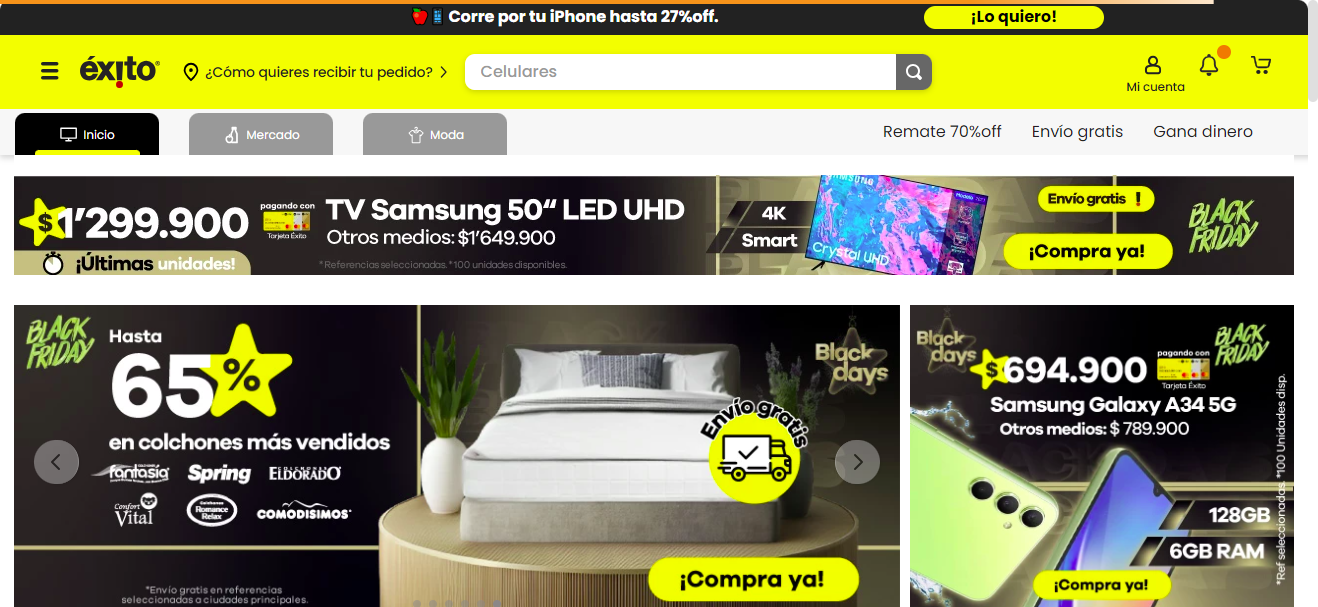 Corre por tu iPhone hasta 27%off.
¡Lo quiero!
éxito
¿Cómo quieres recibir tu pedido?
Celulares
Mi cuenta
Inicio
Mercado
Moda
Remate 70%off
Envío gratis
Gana dinero
$1'299.900
pagando con
Tarjeta Éxito
TV Samsung 50“ LED UHD
Otros medios: $1'649.900
¡Últimas unidades!
*Referencias seleccionadas. *100 unidades disponibles.
4K
Smart
SAMSUNG
Crystal UHD
Envío gratis !
¡Compra ya!
BLACK
FRIDAY
BLACK
FRIDAY
Hasta
65%
en colchones más vendidos
fantasía
Spring
ELDORADO
Confort
Vital
Colchones
Romance
Relax
COMODISIMOS
*Envío gratis en referencias
seleccionadas a ciudades principales.
Black
days
Envío gratis
¡Compra ya!
Black
days
BLACK
FRIDAY
$694.900
pagando con
Tarjeta Éxito
Samsung Galaxy A34 5G
Otros medios: $ 789.900
128GB
6GB RAM
¡Compra ya!
*Ref seleccionadas. *100 Unidades disp.